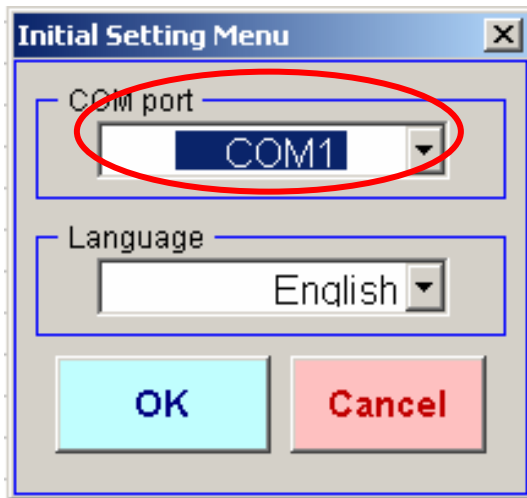 Initial Setting Menu
COM port
COM1
Language
English
OK
Cancel